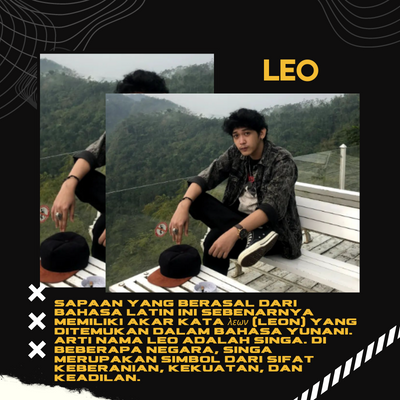 LEO
SAPAAN YANG BERASAL DARI
BAHASA LATIN INI SEBENARNYA
MEMILIKI AKAR KATA λεων (LEON) YANG
DITEMUKAN DALAM BAHASA YUNANI.
ARTI NAMA LEO ADALAH SINGA. DI
BEBERAPA NEGARA, SINGA
MERUPAKAN SIMBOL DARI SIFAT
KEBERANIAN, KEKUATAN, DAN
KEADILAN.